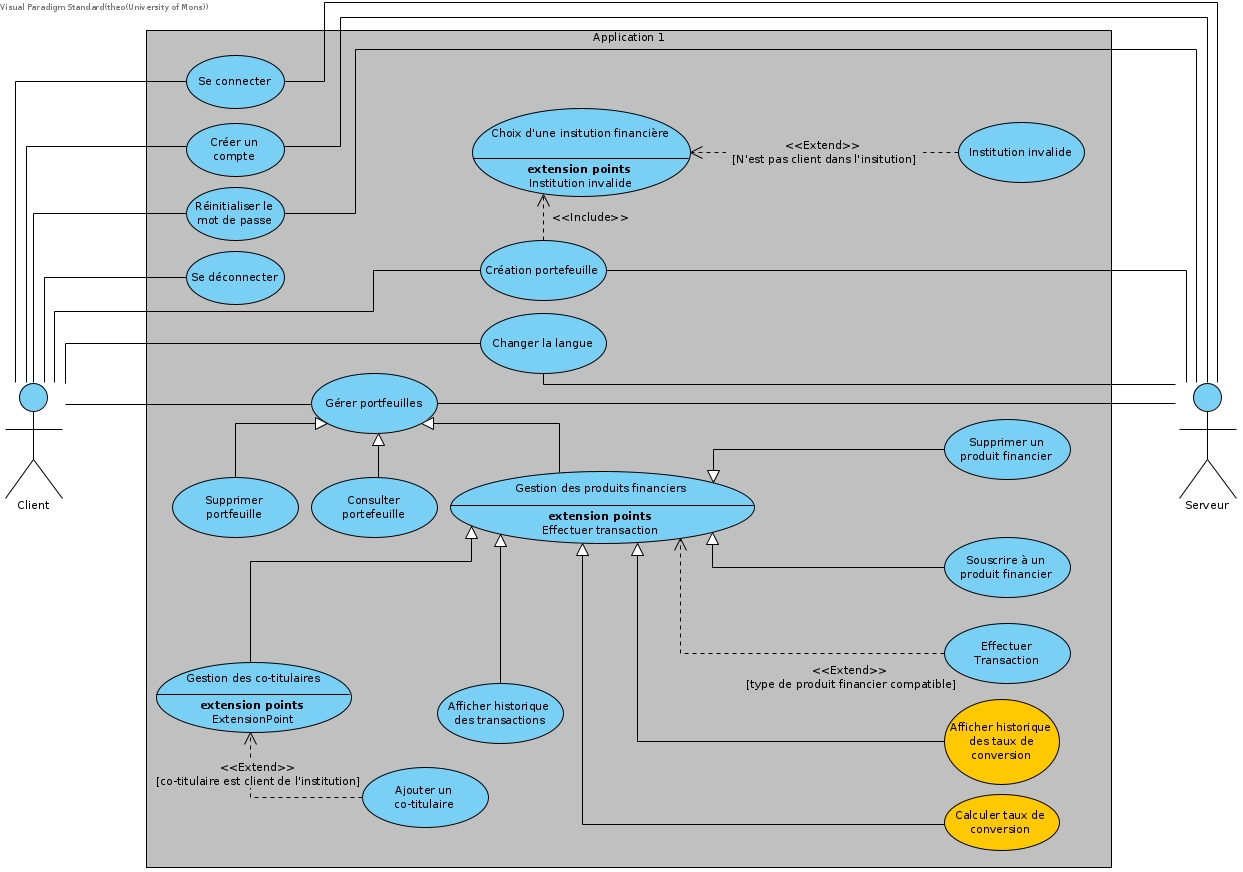 Visual Paradigm Standard(theo(University of Mons))
Application 1
Se connecter
Créer un
compte
Réinitialiser le
mot de passe
Se déconnecter
Choix d'une insitution financière
extension points
Institution invalide
<<Extend>>
[N'est pas client dans l'insitution]
Institution invalide
<<Include>>
Création portefeuille
Changer la langue
Gérer portfeuilles
Client
Serveur
Supprimer
portfeuille
Consulter
portefeuille
Gestion des produits financiers
extension points
Effectuer transaction
Supprimer un
produit financier
Souscrire à un
produit financier
Effectuer
Transaction
<<Extend>>
[type de produit financier compatible]
Gestion des co-titulaires
extension points
ExtensionPoint
Afficher historique
des transactions
Afficher historique
des taux de
conversion
<<Extend>>
[co-titulaire est client de l'institution]
Ajouter un
co-titulaire
Calculer taux de
conversion